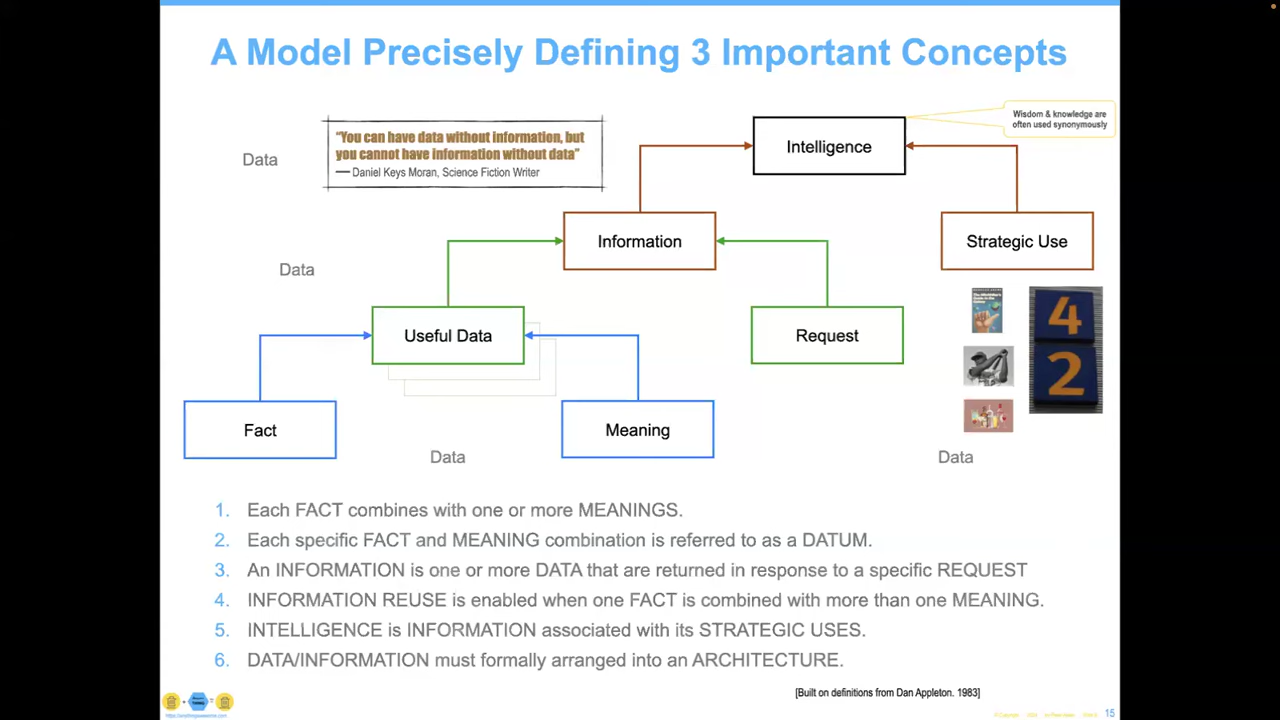 A Model Precisely Defining 3 Important Concepts
Wisdom & knowledge are
often used synonymously
"You can have data without information, but
you cannot have information without data"
— Daniel Keys Moran, Science Fiction Writer
Data
Intelligence
Information
Strategic Use
Data
Useful Data
Request
4
2
Fact
Meaning
Data
Data
1. Each FACT combines with one or more MEANINGS.
2. Each specific FACT and MEANING combination is referred to as a DATUM.
3. An INFORMATION is one or more DATA that are returned in response to a specific REQUEST
4. INFORMATION REUSE is enabled when one FACT is combined with more than one MEANING.
5. INTELLIGENCE is INFORMATION associated with its STRATEGIC USES.
6. DATA/INFORMATION must formally arranged into an ARCHITECTURE.
[Built on definitions from Dan Appleton. 1983]
15